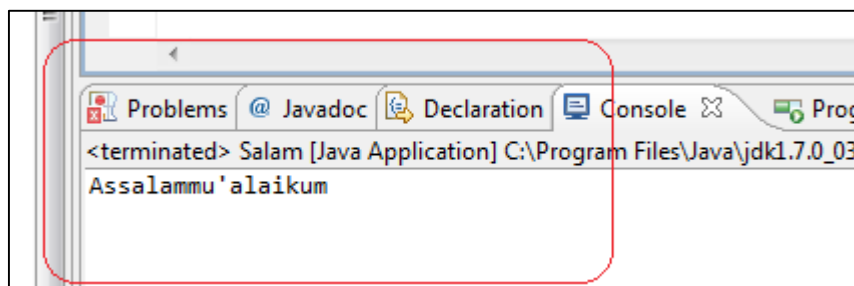 Problems @ Javadoc Declaration Console Prog
<terminated> Salam [Java Application] C:\Program Files\Java\jdk1.7.0_03
Assalammu'alaikum